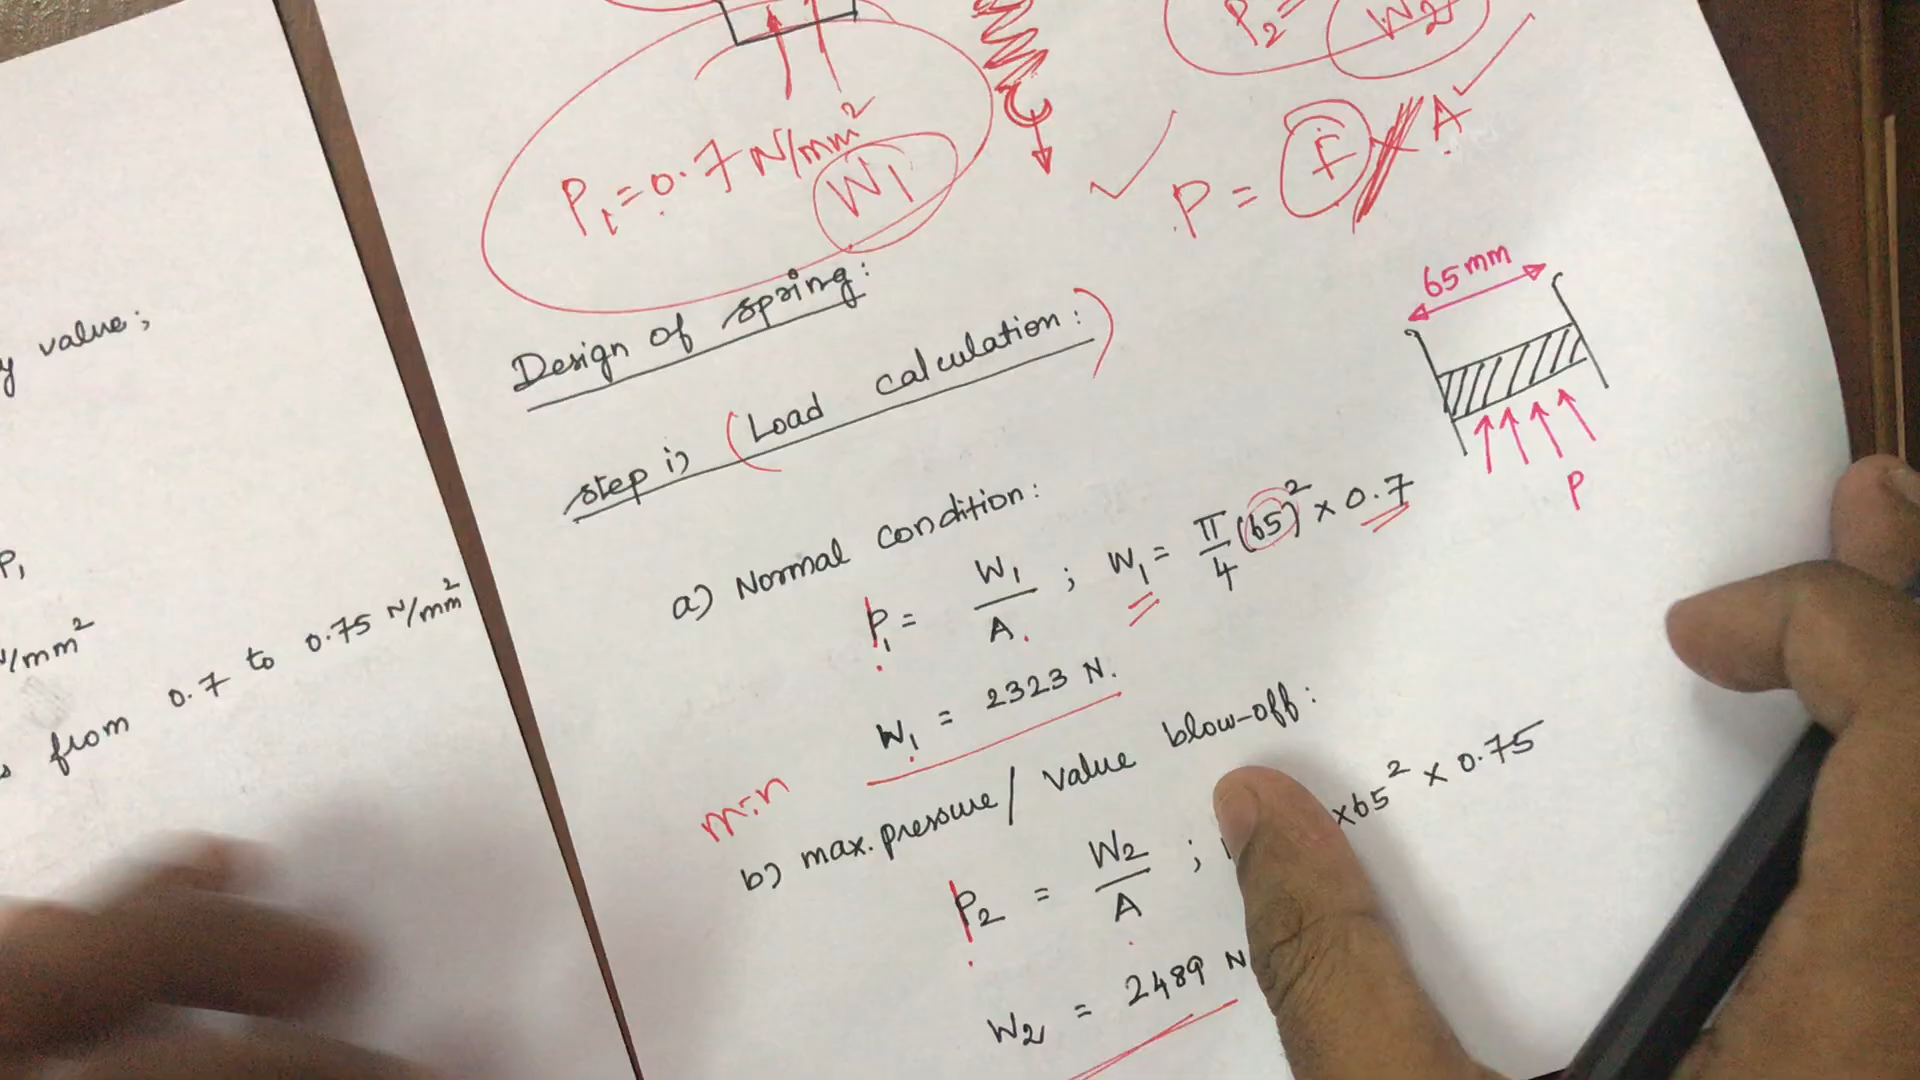 P₂ =
W₂
P₁ = 0.7 N/mm²
W1
P = F A
65 mm
P
Design of spring:
step i) (Load calculation:)
a) Normal condition:
P₁ = W₁/A ; W₁ = π/4 (65)² × 0.7
W₁ = 2323 N.
min
b) max. pressure / value blow-off:
P₂ = W₂/A ; ×65² × 0.75
W₂ = 2489 N
y value;
P₁
N/mm²
s from 0.7 to 0.75 N/mm²